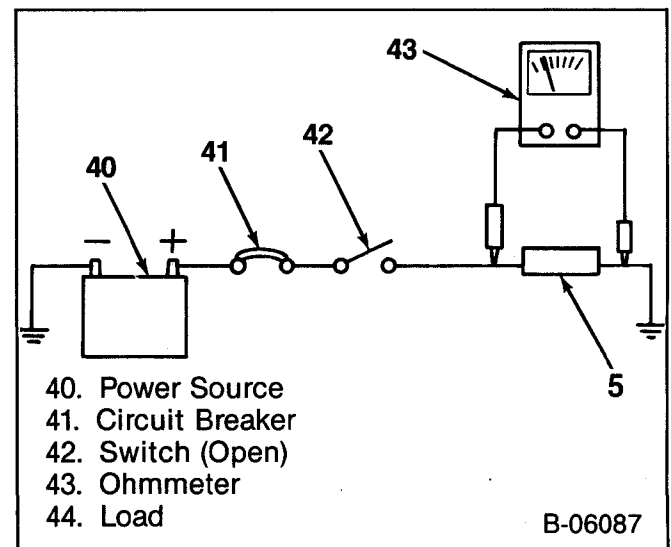 43
42
41
40
− +
5
40. Power Source
41. Circuit Breaker
42. Switch (Open)
43. Ohmmeter
44. Load
B-06087